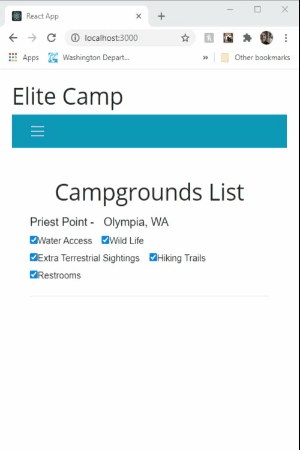 React App
localhost:3000
Apps Washington Depart... » Other bookmarks
Elite Camp
Campgrounds List
Priest Point - Olympia, WA
Water Access Wild Life
Extra Terrestrial Sightings Hiking Trails
Restrooms